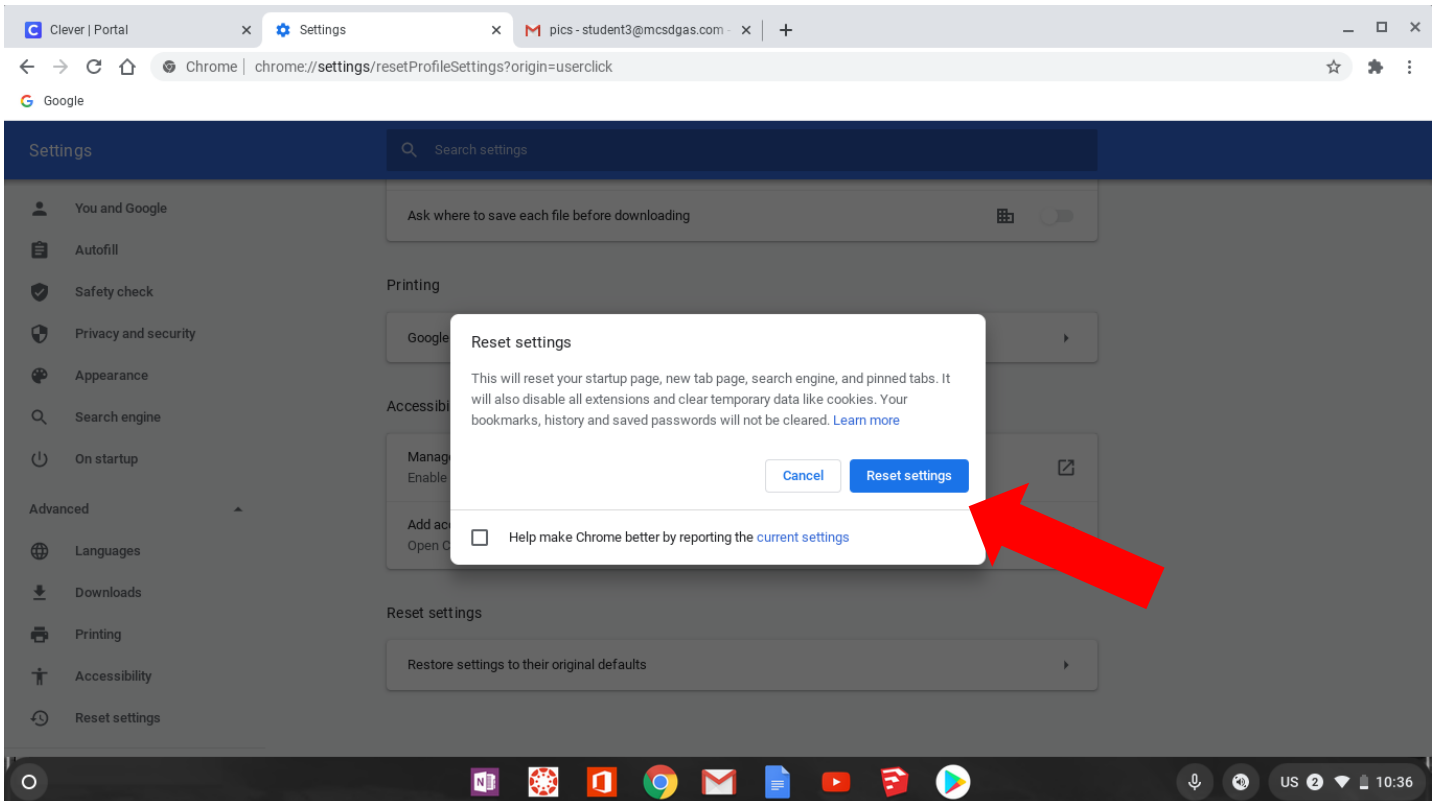 Clever | Portal
Settings
pics - student3@mcsdgas.com -
Chrome | chrome://settings/resetProfileSettings?origin=userclick
Google
Settings
Search settings
You and Google
Autofill
Safety check
Privacy and security
Appearance
Search engine
On startup
Advanced
Languages
Downloads
Printing
Accessibility
Reset settings
Ask where to save each file before downloading
Printing
Google
Accessibi
Manag
Enable
Add acc
Open C
Reset settings
This will reset your startup page, new tab page, search engine, and pinned tabs. It
will also disable all extensions and clear temporary data like cookies. Your
bookmarks, history and saved passwords will not be cleared. Learn more
Cancel
Reset settings
Help make Chrome better by reporting the current settings
Reset settings
Restore settings to their original defaults
US 2 10:36